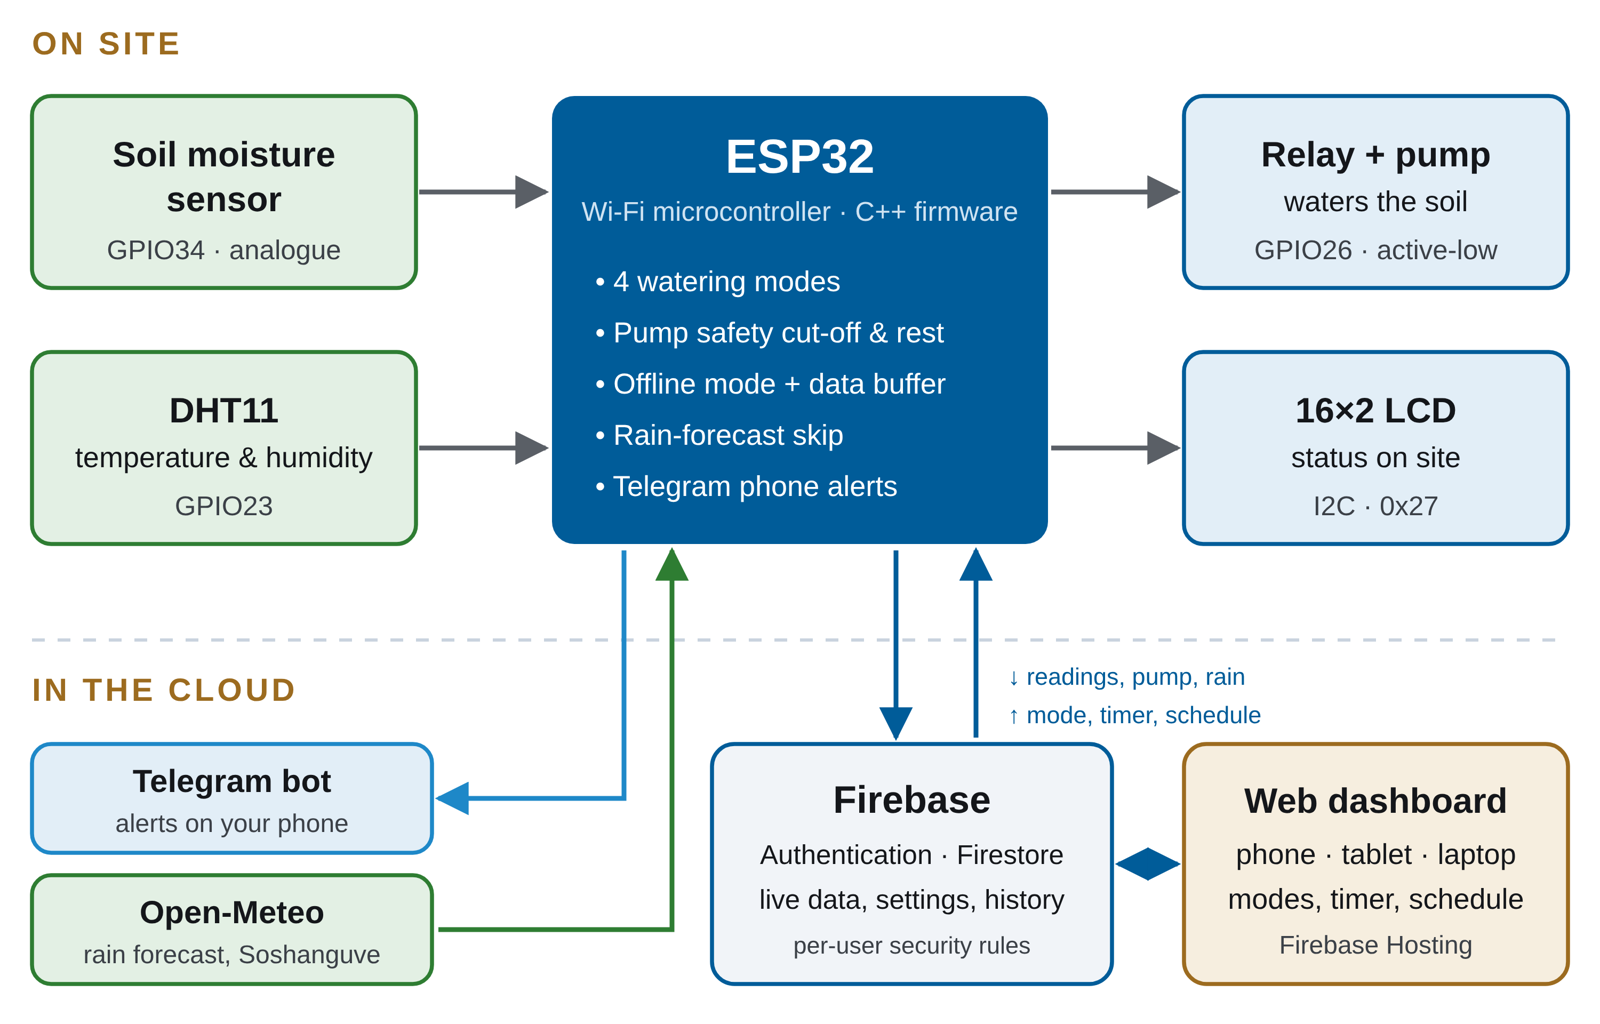 ON SITE
Soil moisture
sensor
GPIO34 · analogue
DHT11
temperature & humidity
GPIO23
ESP32
Wi-Fi microcontroller · C++ firmware
• 4 watering modes
• Pump safety cut-off & rest
• Offline mode + data buffer
• Rain-forecast skip
• Telegram phone alerts
Relay + pump
waters the soil
GPIO26 · active-low
16×2 LCD
status on site
I2C · 0x27
IN THE CLOUD
↓ readings, pump, rain
↑ mode, timer, schedule
Telegram bot
alerts on your phone
Open-Meteo
rain forecast, Soshanguve
Firebase
Authentication · Firestore
live data, settings, history
per-user security rules
Web dashboard
phone · tablet · laptop
modes, timer, schedule
Firebase Hosting